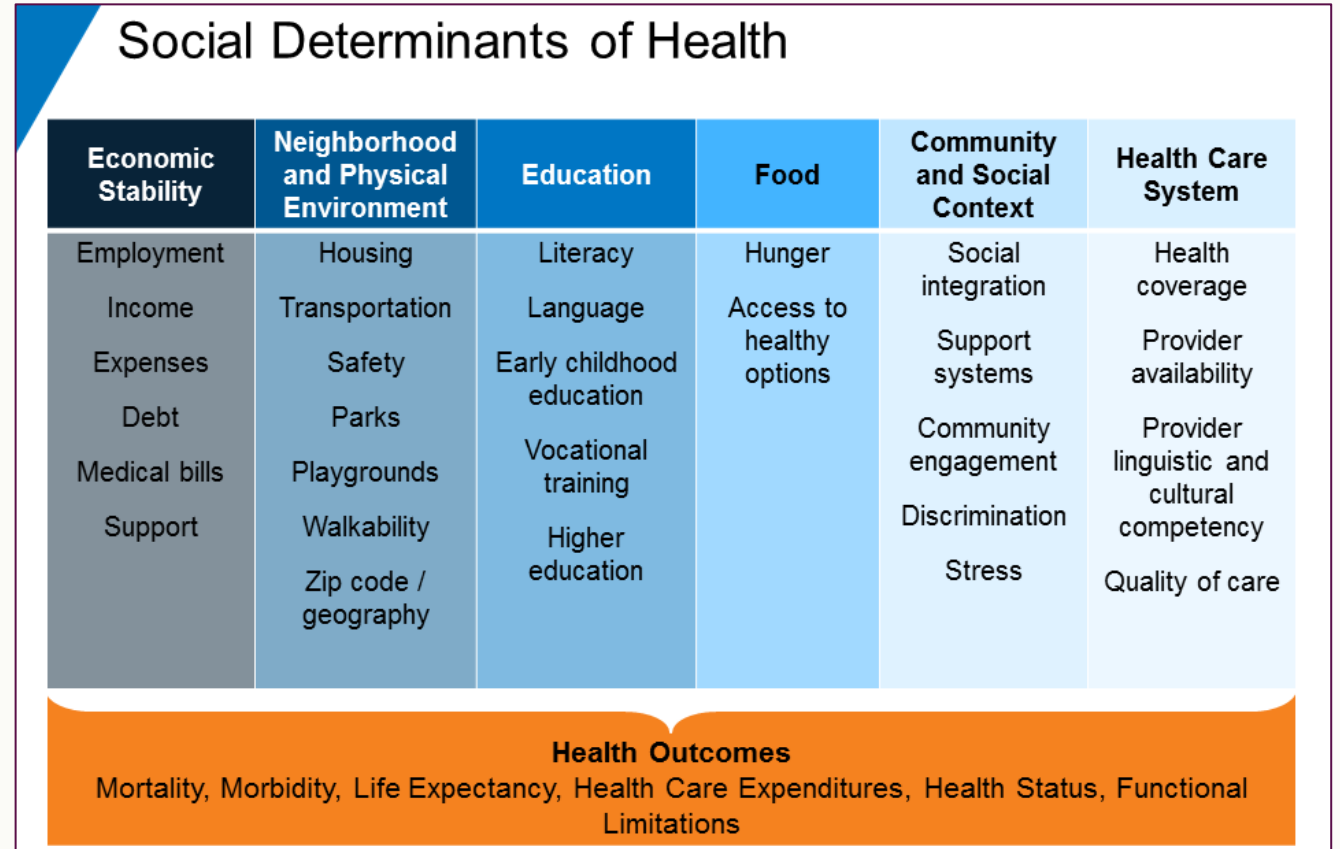 Social Determinants of Health
Economic
Stability
Neighborhood
and Physical
Environment
Education
Food
Community
and Social
Context
Health Care
System
Employment
Income
Expenses
Debt
Medical bills
Support
Housing
Transportation
Safety
Parks
Playgrounds
Walkability
Zip code /
geography
Literacy
Language
Early childhood
education
Vocational
training
Higher
education
Hunger
Access to
healthy
options
Social
integration
Support
systems
Community
engagement
Discrimination
Stress
Health
coverage
Provider
availability
Provider
linguistic and
cultural
competency
Quality of care
Health Outcomes
Mortality, Morbidity, Life Expectancy, Health Care Expenditures, Health Status, Functional
Limitations